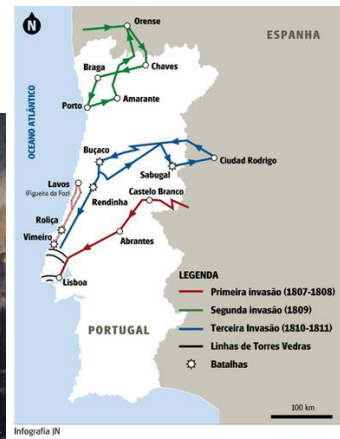 N
Orense
ESPANHA
Braga
Chaves
OCEANO ATLÂNTICO
Porto
Amarante
Buçaco
Ciudad Rodrigo
Sabugal
Lavos
(Figueira da Foz)
Rendinha
Castelo Branco
Roliça
Vimeiro
Abrantes
Lisboa
LEGENDA
Primeira invasão (1807-1808)
Segunda invasão (1809)
Terceira Invasão (1810-1811)
Linhas de Torres Vedras
Batalhas
PORTUGAL
100 km
Infografia JN